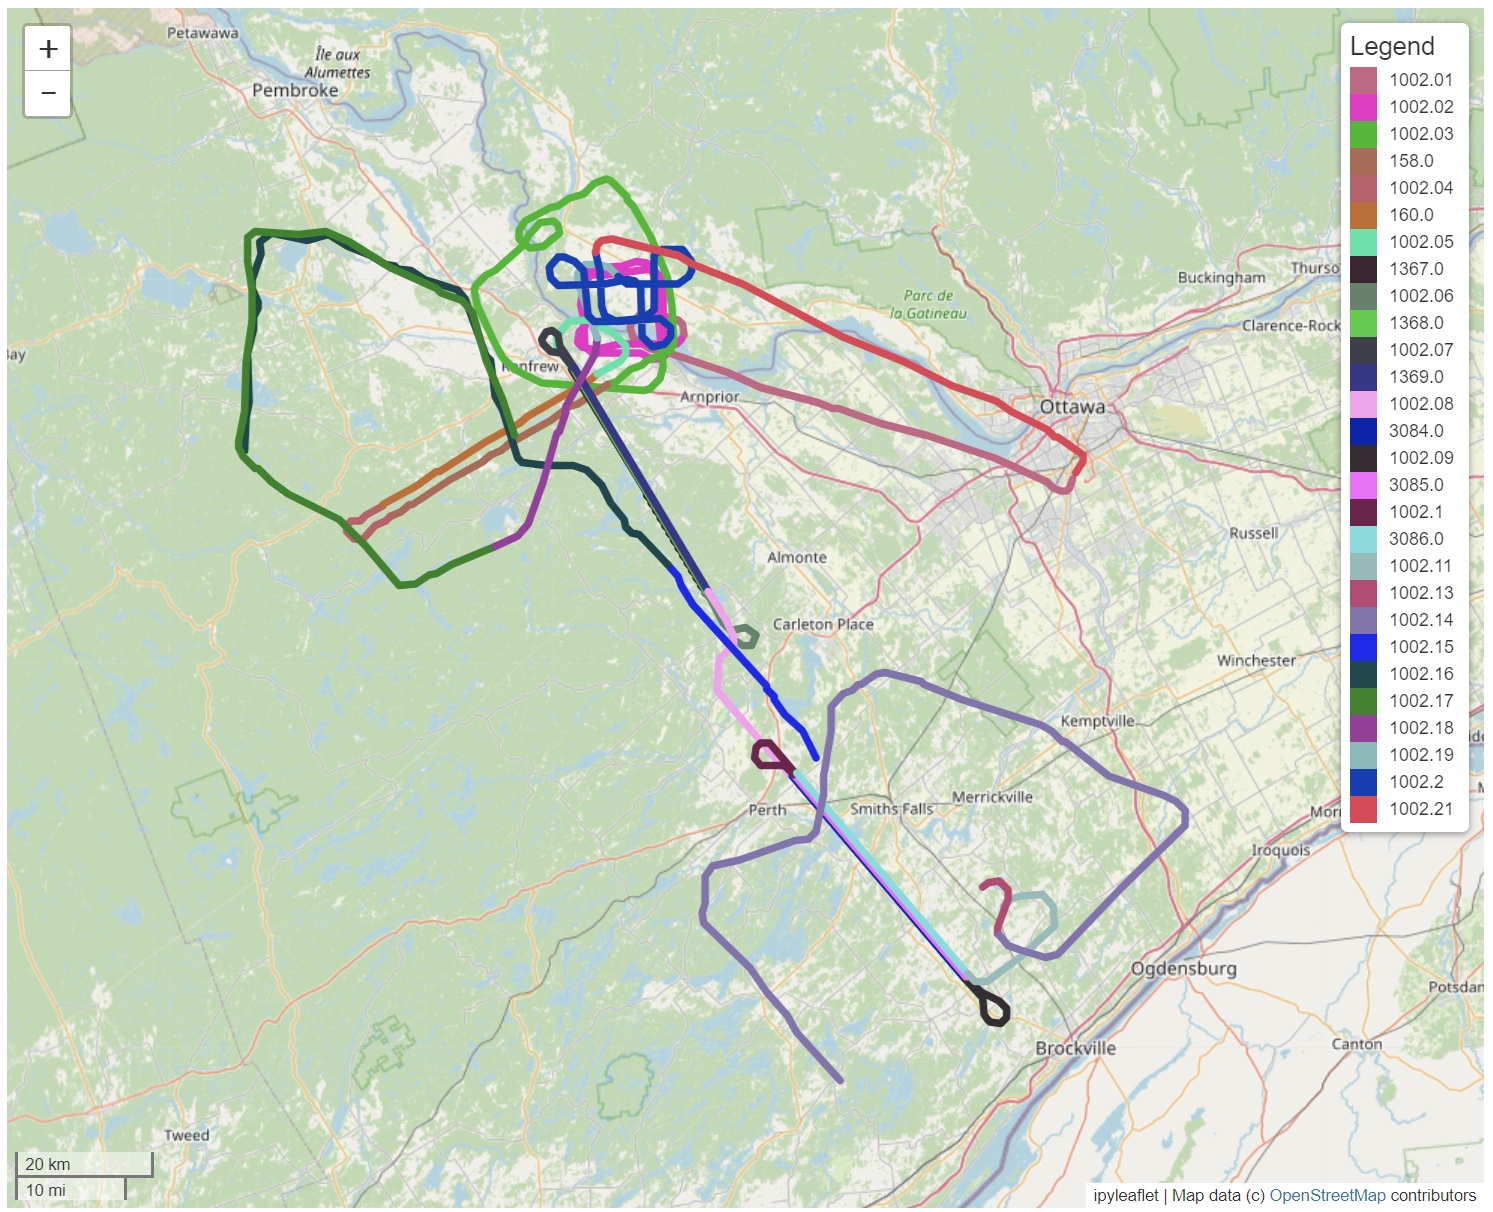 +
−
Petawawa
Île aux
Alumettes
Pembroke
Renfrew
Arnprior
Parc de
la Gatineau
Buckingham
Thurso
Clarence-Rock
Ottawa
Russell
Almonte
Carleton Place
Winchester
Kemptville
Perth
Smiths Falls
Merrickville
Iroquois
Ogdensburg
Potsdam
Brockville
Canton
Tweed
20 km
10 mi
Legend
1002.01
1002.02
1002.03
158.0
1002.04
160.0
1002.05
1367.0
1002.06
1368.0
1002.07
1369.0
1002.08
3084.0
1002.09
3085.0
1002.1
3086.0
1002.11
1002.13
1002.14
1002.15
1002.16
1002.17
1002.18
1002.19
1002.2
1002.21
ipyleaflet | Map data (c) OpenStreetMap contributors